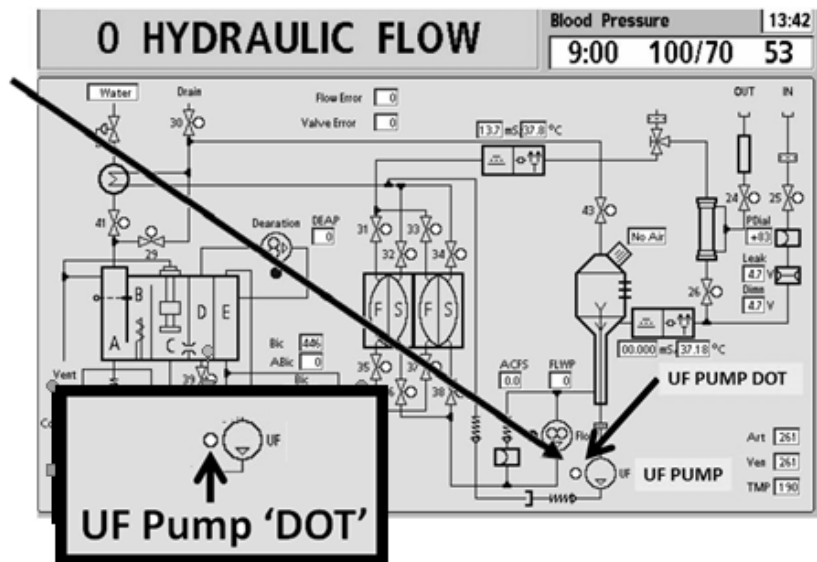 0 HYDRAULIC FLOW
Blood Pressure
13:42
9:00 100/70 53
Water
Drain
30
Flow Error 0
Valve Error 0
13.7 mS 37.8 °C
OUT IN
41
29
Dearation
DEAP
0
31
33
32
34
43
No Air
24
25
PDial
+83
Leak
4.7 V
Dimn
4.7 V
26
A
B
C
D
E
F S
F S
Bic 446
ABic 0
Bic
39
Vent
35
37
38
ACFS
0.0
FLWP
0
00.000 mS 37.18 °C
UF PUMP DOT
UF
UF PUMP
Art 261
Ven 261
TMP 190
UF
UF Pump 'DOT'